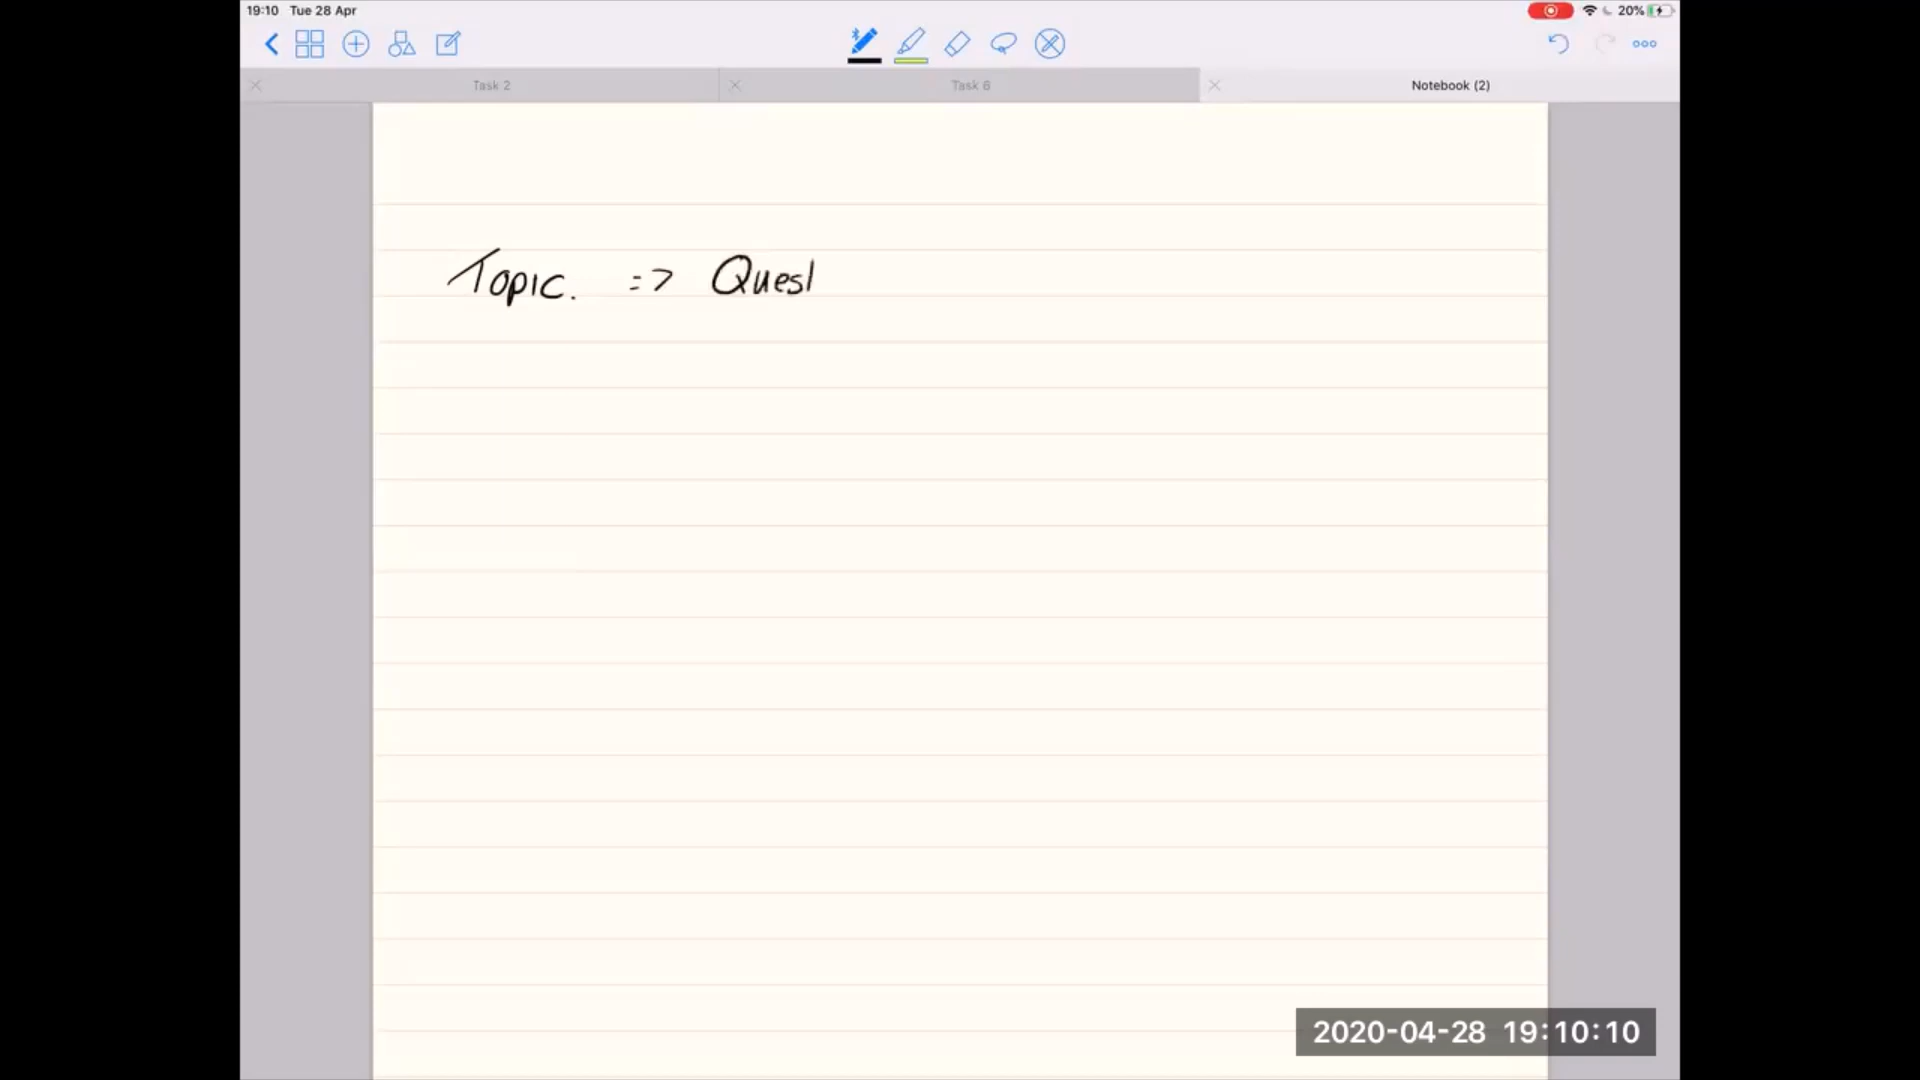 19:10 Tue 28 Apr 20%
Task 2 Task 6 Notebook (2)
Topic. => Quesl
2020-04-28 19:10:10